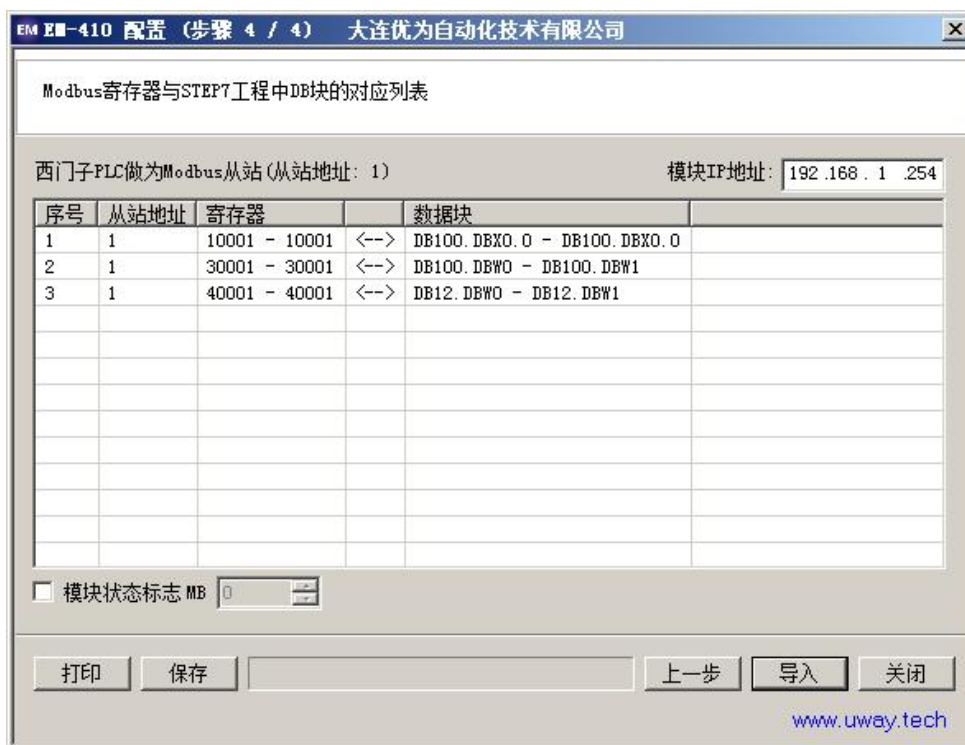 EM EM-410 配置 (步骤 4 / 4) 大连优为自动化技术有限公司
Modbus寄存器与STEP7工程中DB块的对应列表
西门子PLC做为Modbus从站(从站地址: 1) 模块IP地址: 192 .168 . 1 .254
序号 从站地址 寄存器 数据块
1 1 10001 - 10001 <--> DB100.DBX0.0 - DB100.DBX0.0
2 1 30001 - 30001 <--> DB100.DBW0 - DB100.DBW1
3 1 40001 - 40001 <--> DB12.DBW0 - DB12.DBW1
模块状态标志 MB 0
打印 保存 上一步 导入 关闭
www.uway.tech